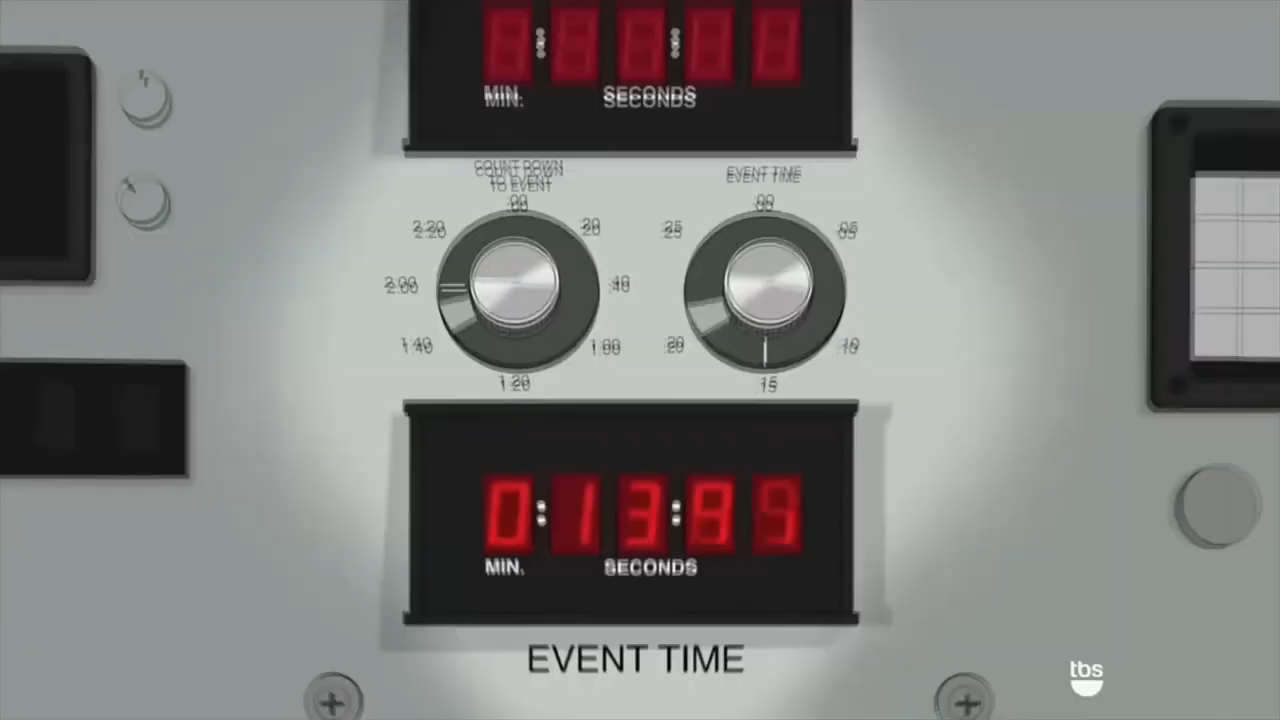 MIN. SECONDS
COUNT DOWN
TO EVENT
:00
:20
:40
1:00
1:20
1:40
2:00
2:20
EVENT TIME
:00
:05
:10
:15
:20
:25
0:13:8
MIN. SECONDS
EVENT TIME
tbs